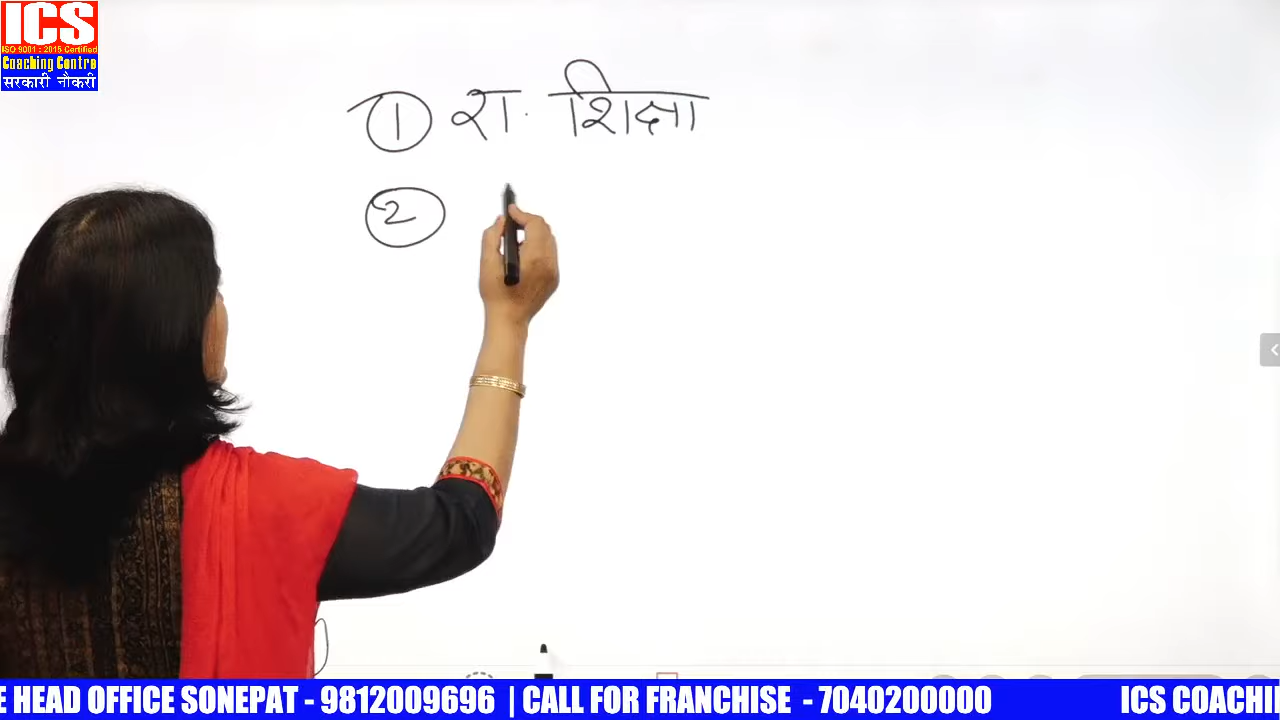 ICS
ISO 9001 : 2015 Certified
Coaching Centre
सरकारी नौकरी
① रा. शिक्षा
②
E HEAD OFFICE SONEPAT - 9812009696 | CALL FOR FRANCHISE - 7040200000 ICS COACHI